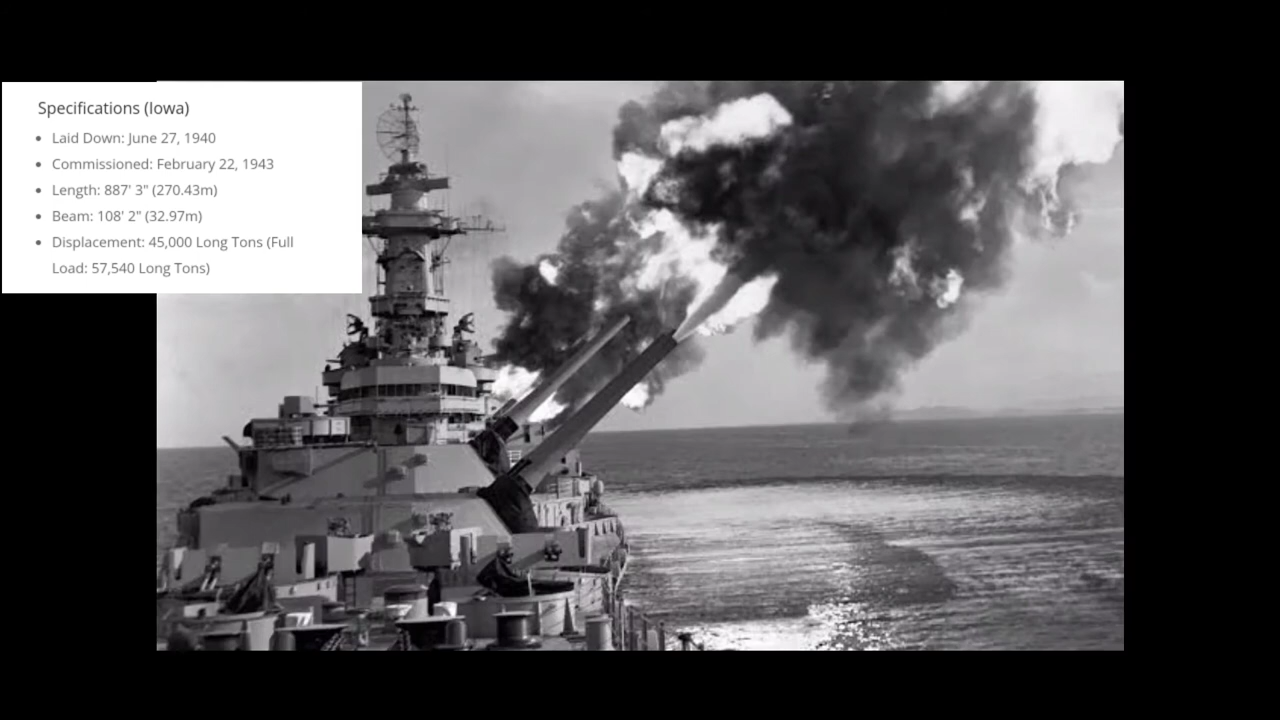 Specifications (Iowa)
• Laid Down: June 27, 1940
• Commissioned: February 22, 1943
• Length: 887' 3" (270.43m)
• Beam: 108' 2" (32.97m)
• Displacement: 45,000 Long Tons (Full
Load: 57,540 Long Tons)